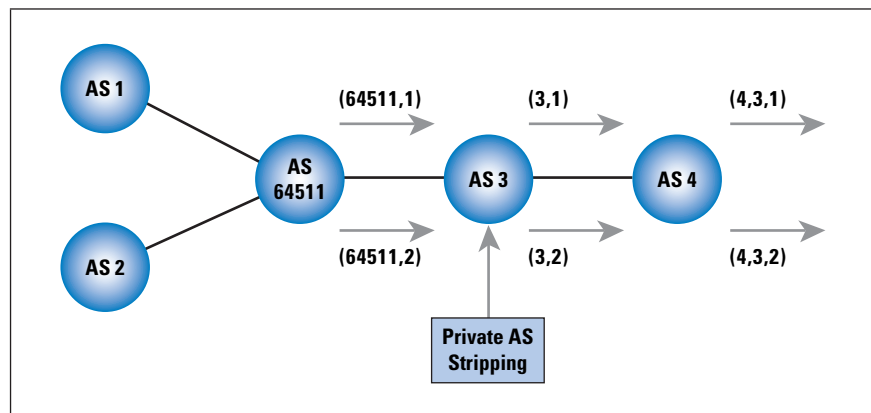 AS 1
(64511,1)
(3,1)
(4,3,1)
AS
64511
AS 3
AS 4
AS 2
(64511,2)
(3,2)
(4,3,2)
Private AS
Stripping